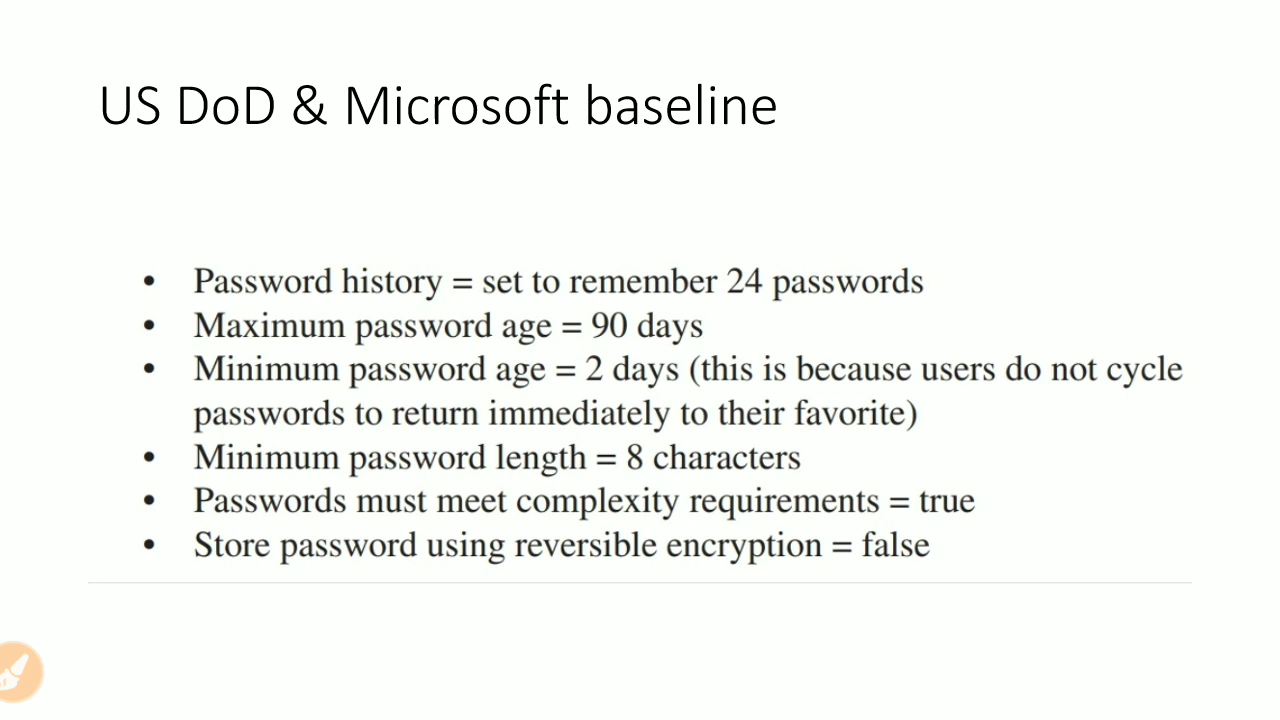 US DoD & Microsoft baseline
• Password history = set to remember 24 passwords
• Maximum password age = 90 days
• Minimum password age = 2 days (this is because users do not cycle
passwords to return immediately to their favorite)
• Minimum password length = 8 characters
• Passwords must meet complexity requirements = true
• Store password using reversible encryption = false